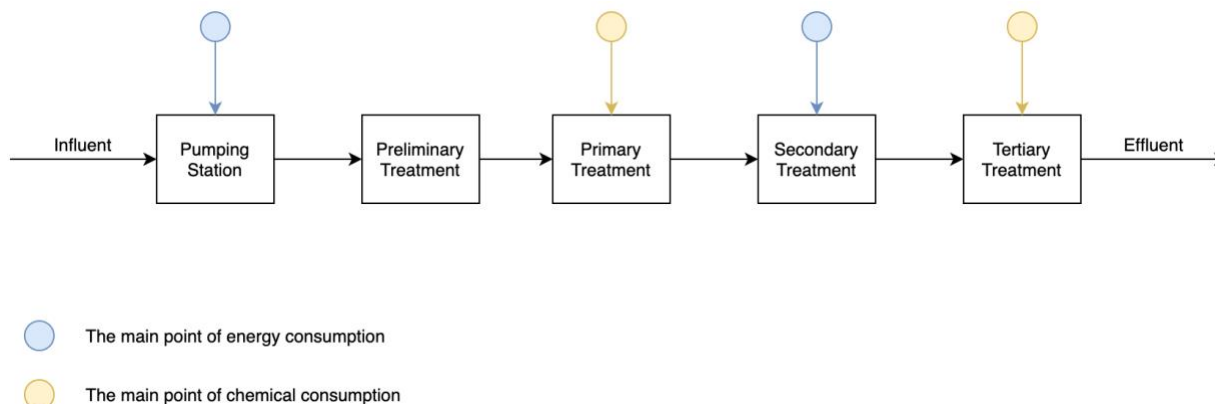 Influent
Pumping
Station
Preliminary
Treatment
Primary
Treatment
Secondary
Treatment
Tertiary
Treatment
Effluent
The main point of energy consumption
The main point of chemical consumption